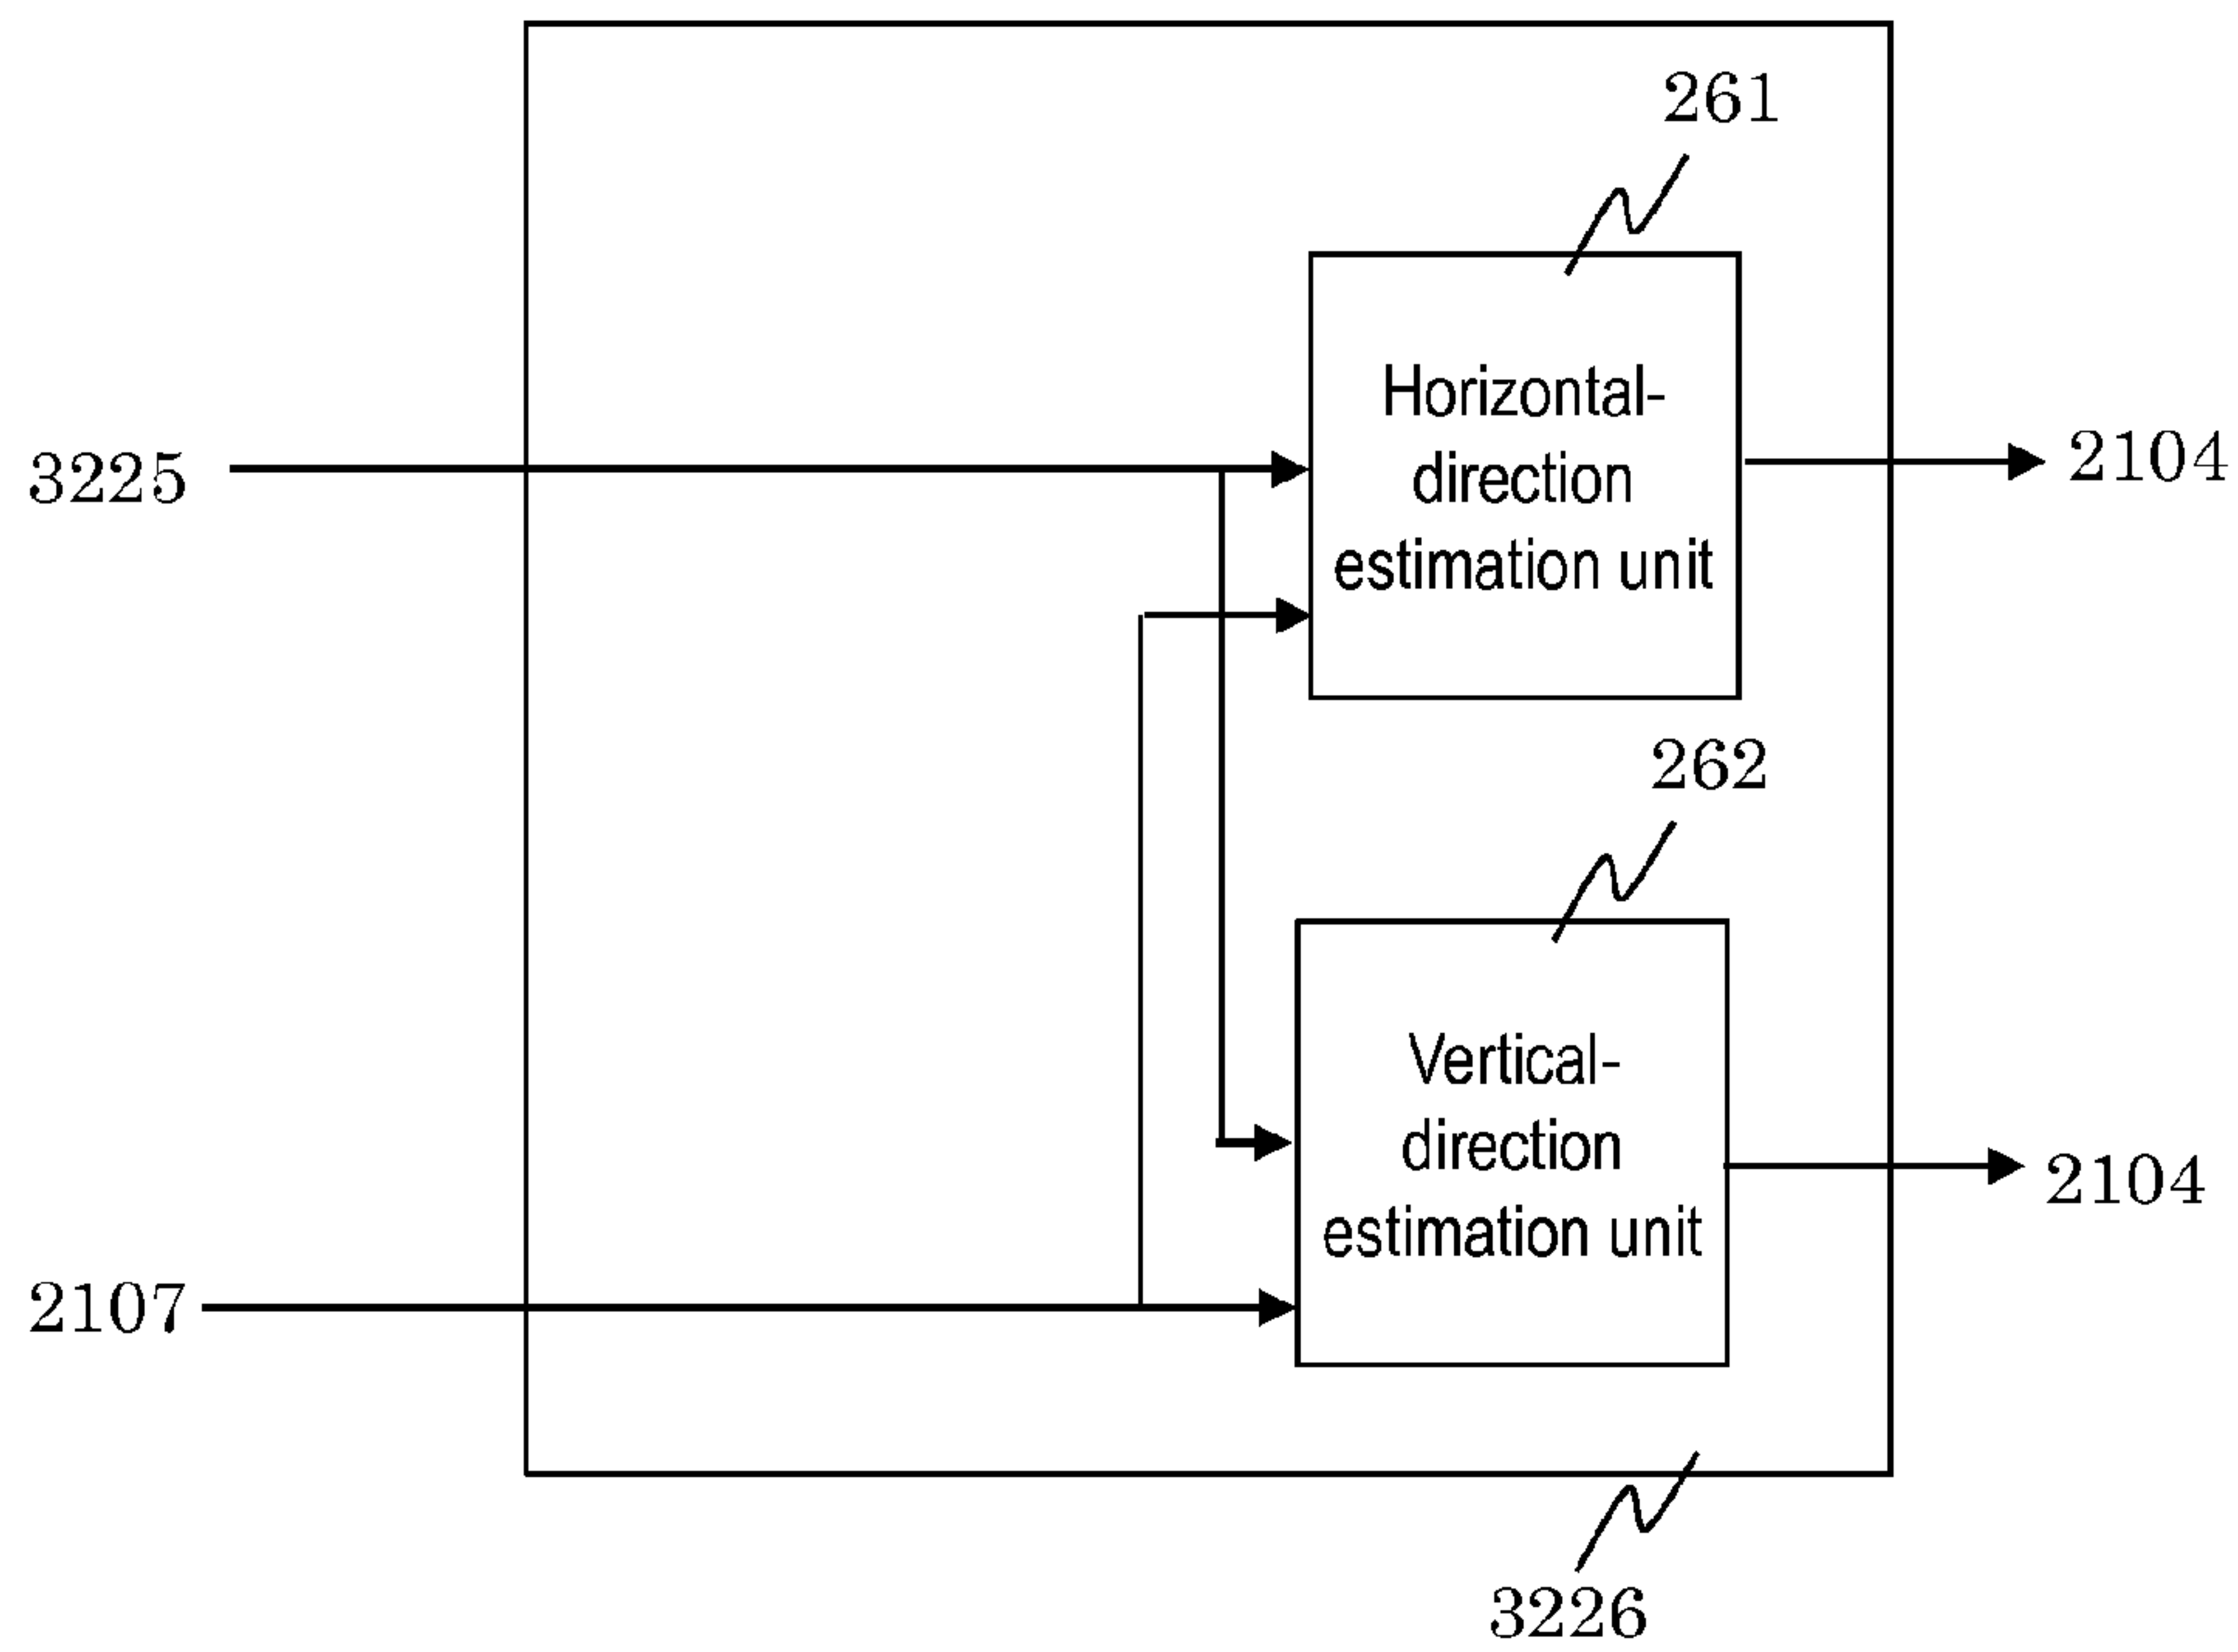 261
Horizontal-
direction
estimation unit
3225
2104
262
Vertical-
direction
estimation unit
2104
2107
3226